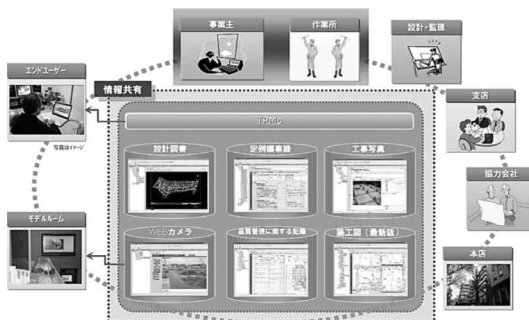 事業主
作業所
設計・監理
エンドユーザー
情報共有
支店
写真はイメージ
設計図書
定例議事録
工事写真
協力会社
モデルルーム
WEBカメラ
品質管理に関する記録
施工図（最新版）
本店